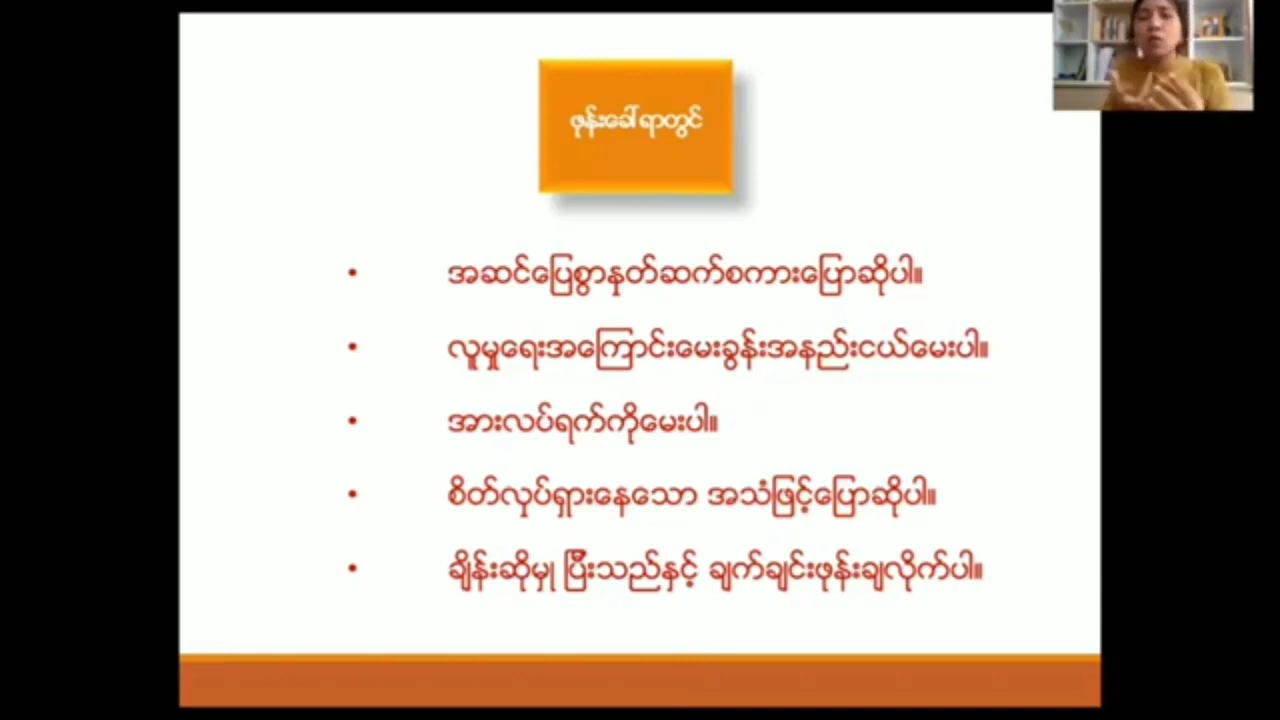 ဖုန်းခေါ်ရာတွင်
• အဆင်ပြေစွာနှုတ်ဆက်စကားပြောဆိုပါ။
• လူမှုရေးအကြောင်းမေးခွန်းအနည်းငယ်မေးပါ။
• အားလပ်ရက်ကိုမေးပါ။
• စိတ်လှုပ်ရှားနေသော အသံဖြင့်ပြောဆိုပါ။
• ချိန်းဆိုမှု ပြီးသည်နှင့် ချက်ချင်းဖုန်းချလိုက်ပါ။